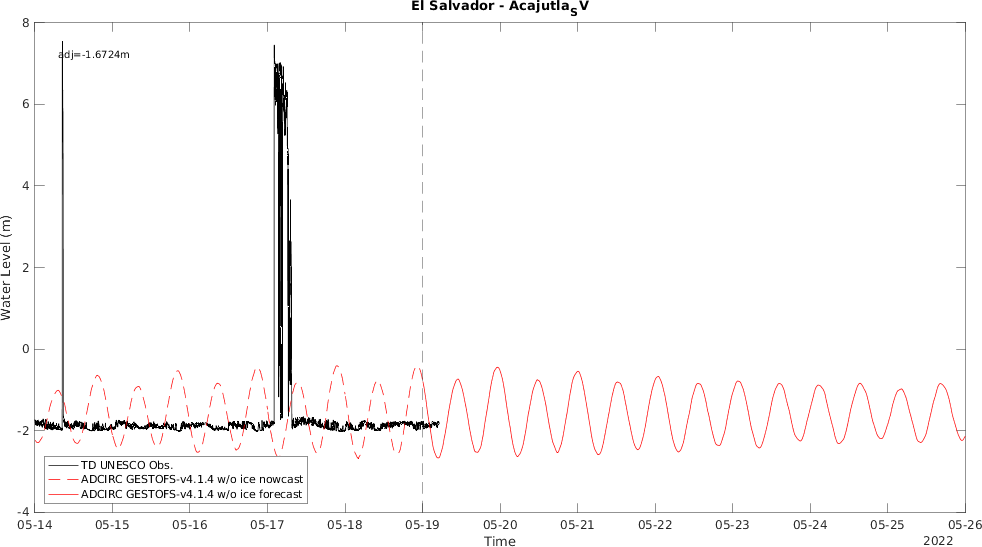 El Salvador - AcajutlaSV
8
adj=-1.6724m
6
4
2
0
-2
-4
Water Level (m)
TD UNESCO Obs.
ADCIRC GESTOFS-v4.1.4 w/o ice nowcast
ADCIRC GESTOFS-v4.1.4 w/o ice forecast
05-14 05-15 05-16 05-17 05-18 05-19 05-20 05-21 05-22 05-23 05-24 05-25 05-26
Time
2022